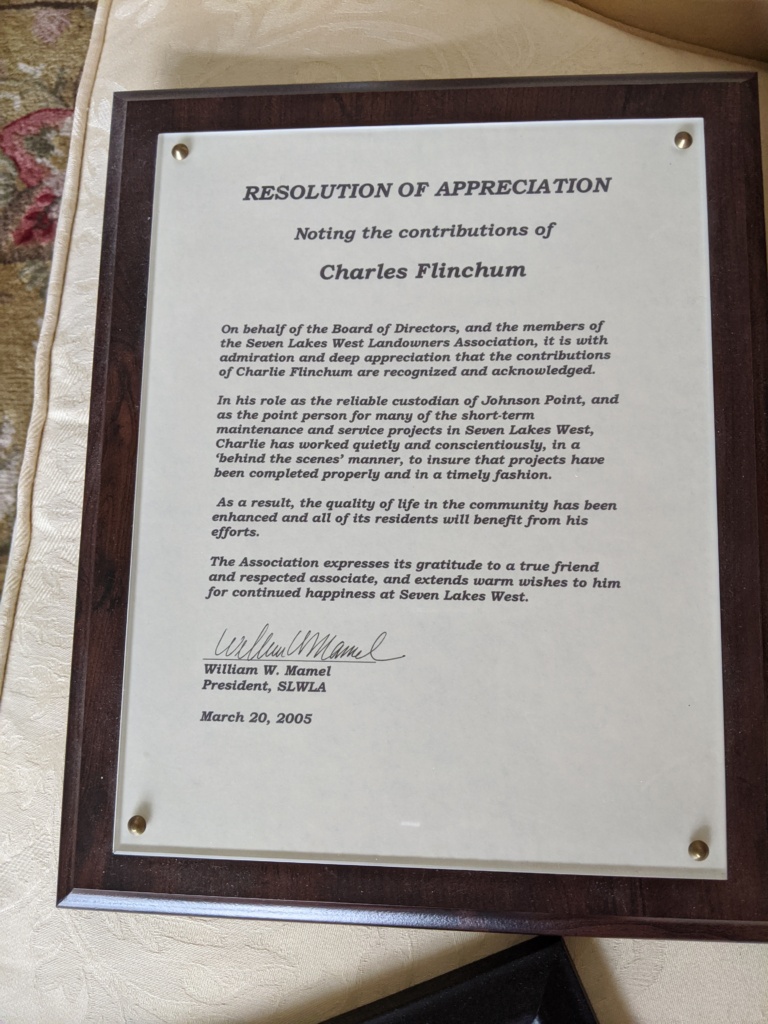 RESOLUTION OF APPRECIATION
Noting the contributions of
Charles Flinchum
On behalf of the Board of Directors, and the members of
the Seven Lakes West Landowners Association, it is with
admiration and deep appreciation that the contributions
of Charlie Flinchum are recognized and acknowledged.
In his role as the reliable custodian of Johnson Point, and
as the point person for many of the short-term
maintenance and service projects in Seven Lakes West,
Charlie has worked quietly and conscientiously, in a
‘behind the scenes’ manner, to insure that projects have
been completed properly and in a timely fashion.
As a result, the quality of life in the community has been
enhanced and all of its residents will benefit from his
efforts.
The Association expresses its gratitude to a true friend
and respected associate, and extends warm wishes to him
for continued happiness at Seven Lakes West.
William W Mamel
William W. Mamel
President, SLWLA
March 20, 2005